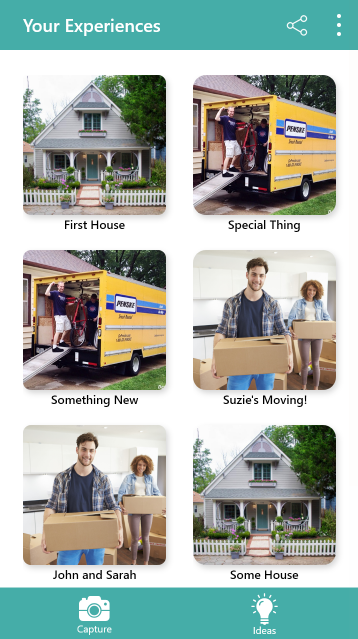 Your Experiences
PENSKE
First House
Special Thing
PENSKE
Something New
Suzie's Moving!
John and Sarah
Some House
Capture
Ideas